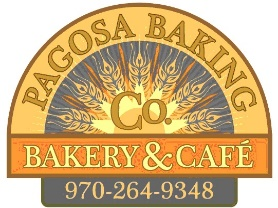 PAGOSA BAKING
Co.
BAKERY & CAFÉ
970-264-9348